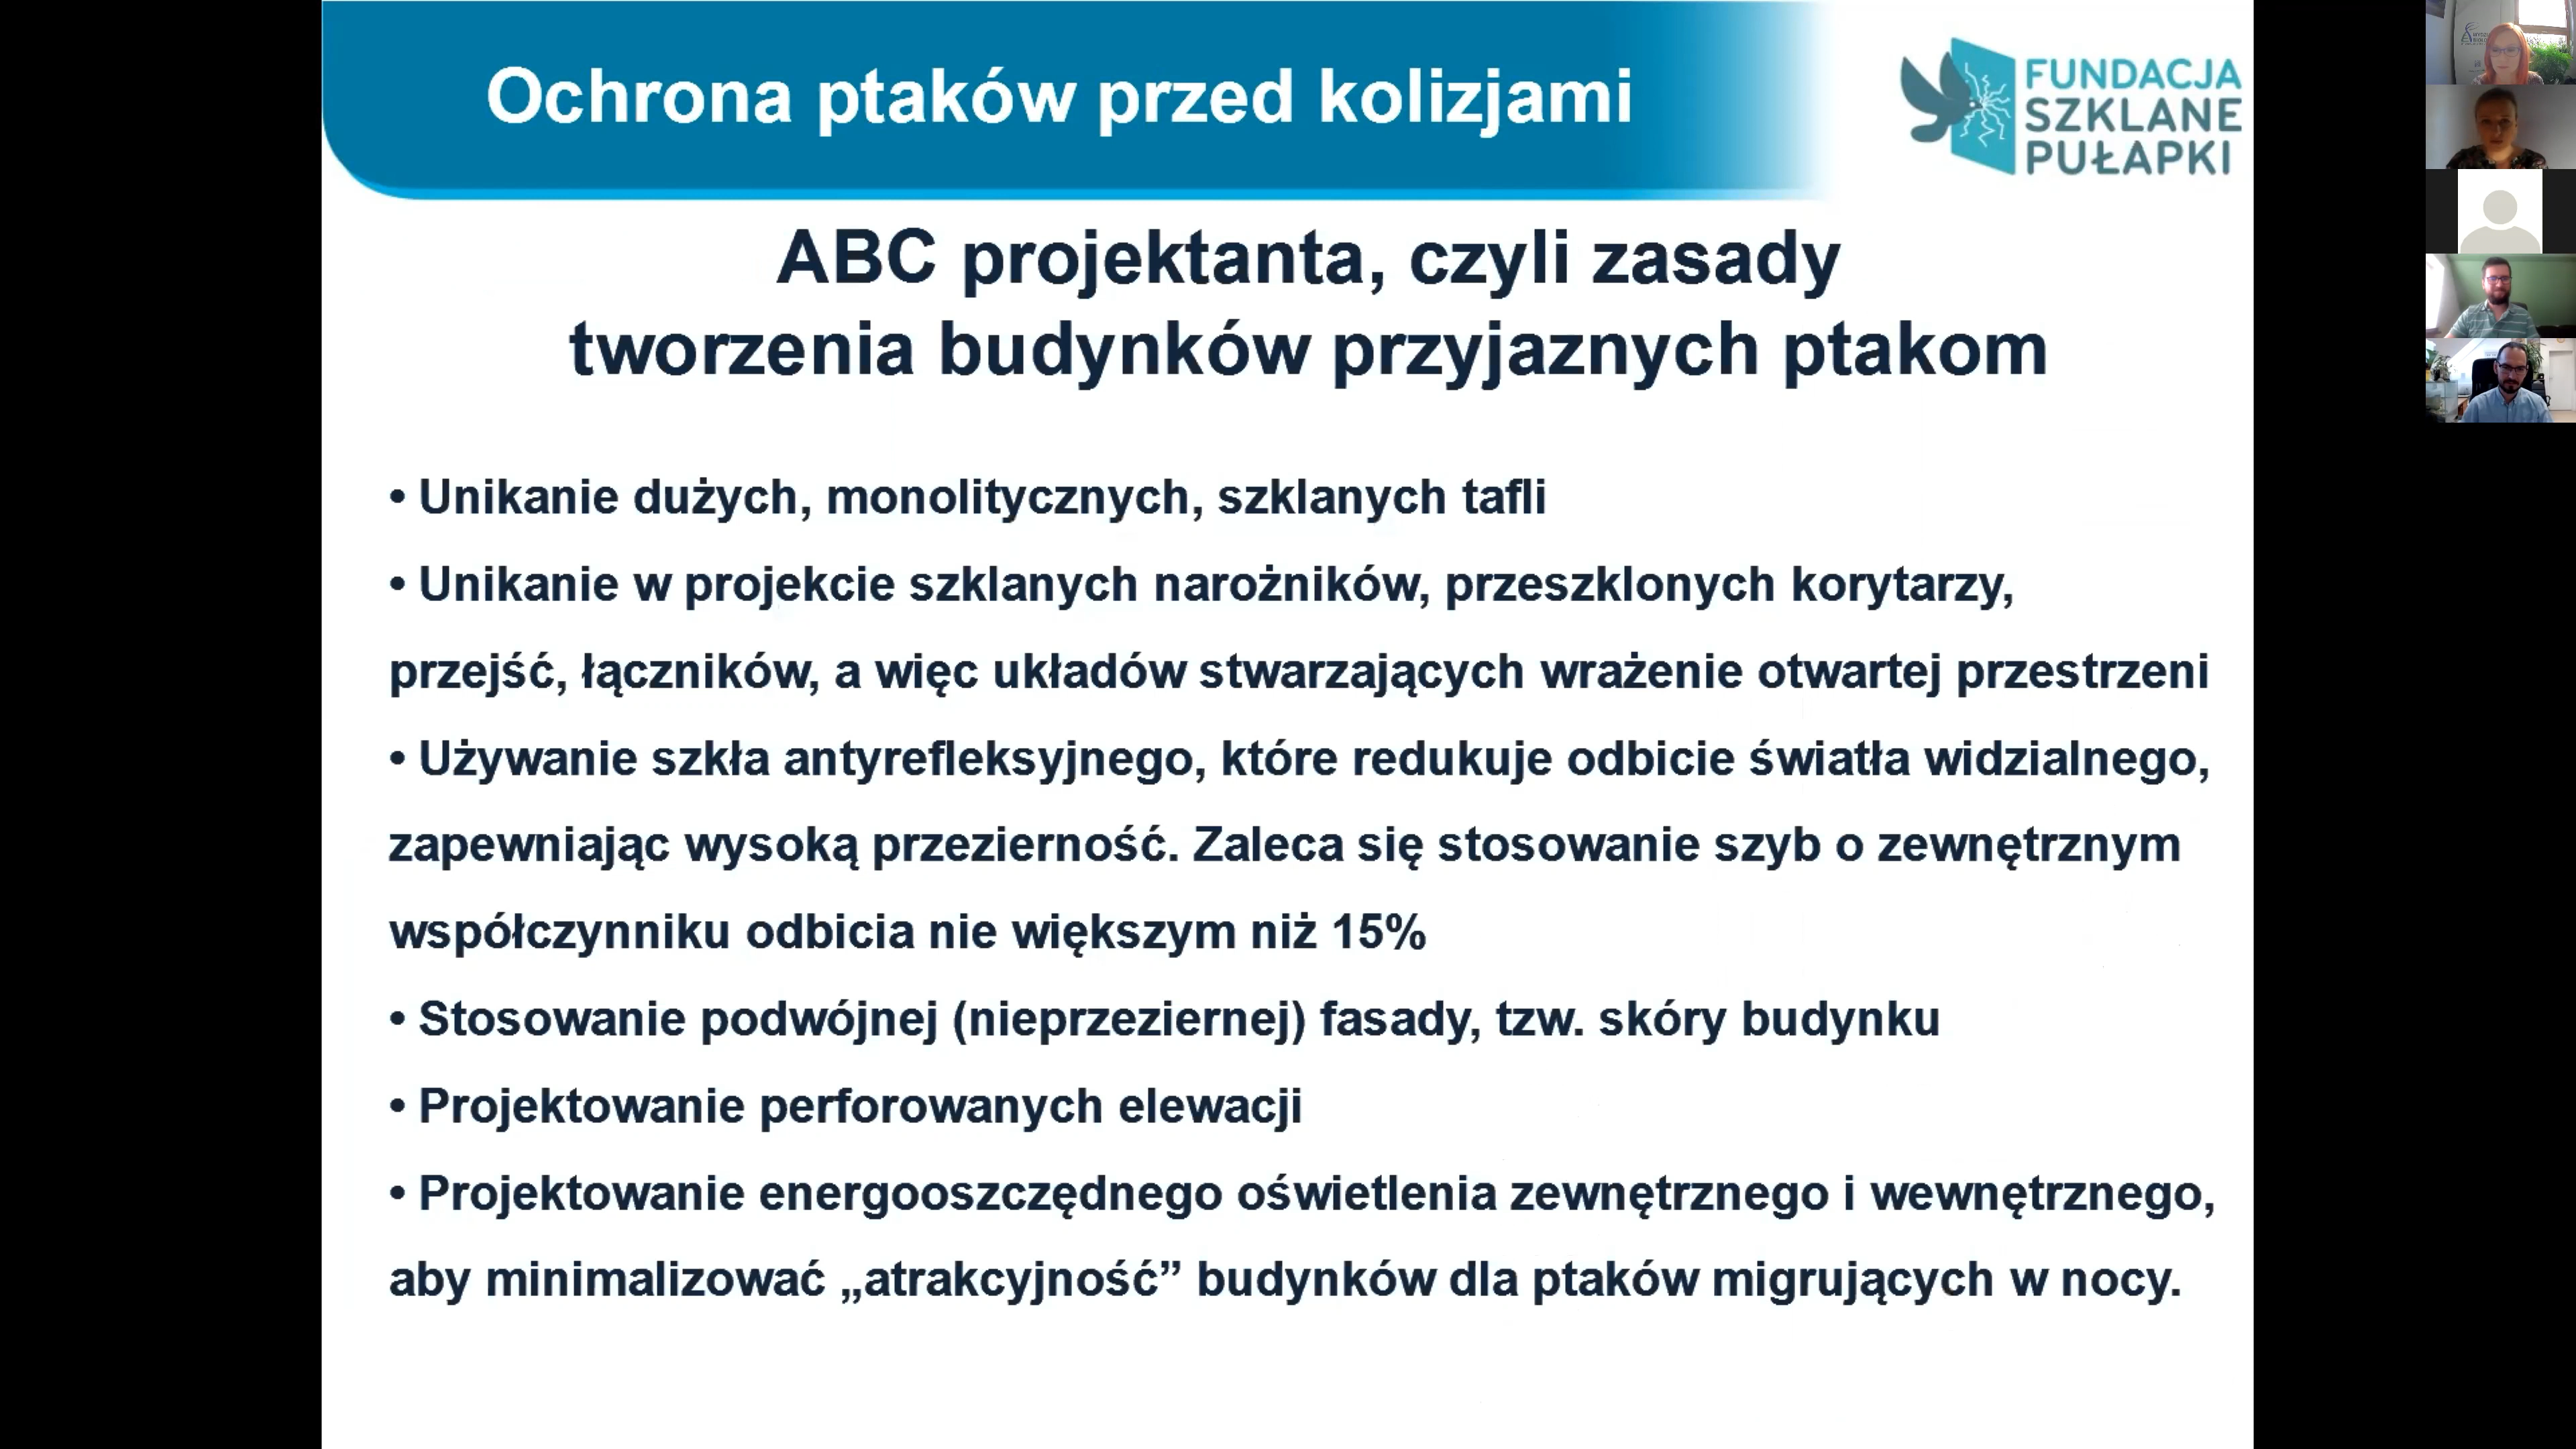 Ochrona ptaków przed kolizjami
FUNDACJA
SZKLANE
PUŁAPKI
ABC projektanta, czyli zasady
tworzenia budynków przyjaznych ptakom
• Unikanie dużych, monolitycznych, szklanych tafli
• Unikanie w projekcie szklanych narożników, przeszklonych korytarzy,
przejść, łączników, a więc układów stwarzających wrażenie otwartej przestrzeni
• Używanie szkła antyrefleksyjnego, które redukuje odbicie światła widzialnego,
zapewniając wysoką przezierność. Zaleca się stosowanie szyb o zewnętrznym
współczynniku odbicia nie większym niż 15%
• Stosowanie podwójnej (nieprzeziernej) fasady, tzw. skóry budynku
• Projektowanie perforowanych elewacji
• Projektowanie energooszczędnego oświetlenia zewnętrznego i wewnętrznego,
aby minimalizować „atrakcyjność” budynków dla ptaków migrujących w nocy.